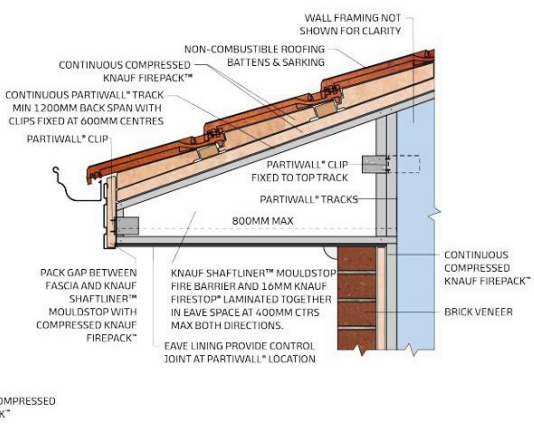 WALL FRAMING NOT
SHOWN FOR CLARITY
NON-COMBUSTIBLE ROOFING
BATTENS & SARKING
CONTINUOUS COMPRESSED
KNAUF FIREPACK™
CONTINUOUS PARTIWALL® TRACK
MIN 1200MM BACK SPAN WITH
CLIPS FIXED AT 600MM CENTRES
PARTIWALL® CLIP
PARTIWALL® CLIP
FIXED TO TOP TRACK
PARTIWALL® TRACKS
800MM MAX
PACK GAP BETWEEN
FASCIA AND KNAUF
SHAFTLINER™
MOULDSTOP WITH
COMPRESSED KNAUF
FIREPACK™
KNAUF SHAFTLINER™ MOULDSTOP
FIRE BARRIER AND 16MM KNAUF
FIRESTOP® LAMINATED TOGETHER
IN EAVE SPACE AT 400MM CTRS
MAX BOTH DIRECTIONS.
CONTINUOUS
COMPRESSED
KNAUF FIREPACK™
BRICK VENEER
EAVE LINING PROVIDE CONTROL
JOINT AT PARTIWALL® LOCATION
OMPRESSED
K™